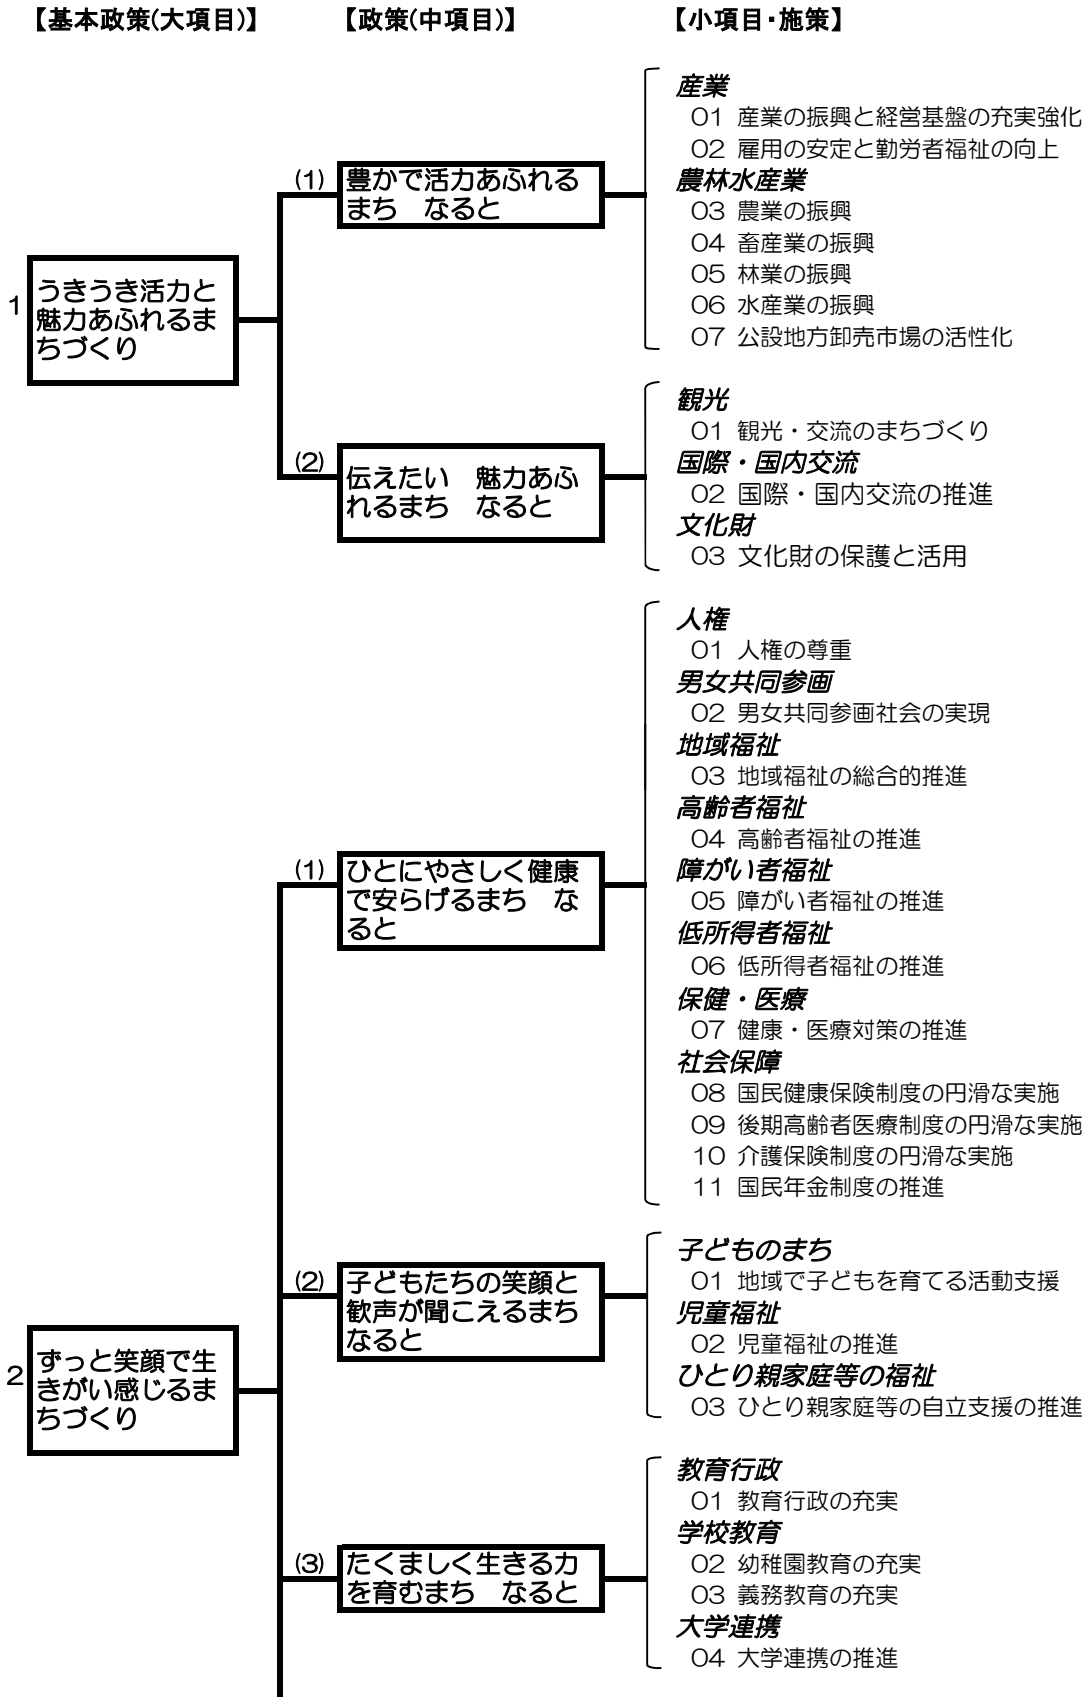 【基本政策(大項目)】 【政策(中項目)】 【小項目・施策】
1
うきうき活力と
魅力あふれるま
ちづくり
(1)
豊かで活力あふれる
まち　なると
産業
01 産業の振興と経営基盤の充実強化
02 雇用の安定と勤労者福祉の向上
農林水産業
03 農業の振興
04 畜産業の振興
05 林業の振興
06 水産業の振興
07 公設地方卸売市場の活性化
(2)
伝えたい　魅力あふ
れるまち　なると
観光
01 観光・交流のまちづくり
国際・国内交流
02 国際・国内交流の推進
文化財
03 文化財の保護と活用
2
ずっと笑顔で生
きがい感じるま
ちづくり
(1)
ひとにやさしく健康
で安らげるまち　な
ると
人権
01 人権の尊重
男女共同参画
02 男女共同参画社会の実現
地域福祉
03 地域福祉の総合的推進
高齢者福祉
04 高齢者福祉の推進
障がい者福祉
05 障がい者福祉の推進
低所得者福祉
06 低所得者福祉の推進
保健・医療
07 健康・医療対策の推進
社会保障
08 国民健康保険制度の円滑な実施
09 後期高齢者医療制度の円滑な実施
10 介護保険制度の円滑な実施
11 国民年金制度の推進
(2)
子どもたちの笑顔と
歓声が聞こえるまち
なると
子どものまち
01 地域で子どもを育てる活動支援
児童福祉
02 児童福祉の推進
ひとり親家庭等の福祉
03 ひとり親家庭等の自立支援の推進
(3)
たくましく生きる力
を育むまち　なると
教育行政
01 教育行政の充実
学校教育
02 幼稚園教育の充実
03 義務教育の充実
大学連携
04 大学連携の推進